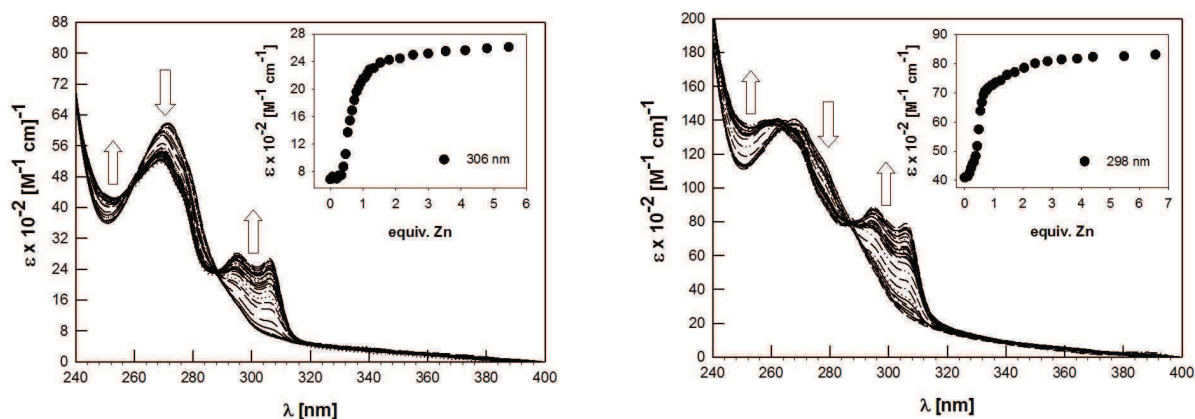 88
80
72
64
56
48
40
32
24
16
8
0
ε x 10⁻² [M⁻¹ cm]⁻¹
240 260 280 300 320 340 360 380 400
λ [nm]
28
24
20
16
12
8
ε x 10⁻² [M⁻¹ cm⁻¹]
306 nm
0 1 2 3 4 5 6
equiv. Zn
200
180
160
140
120
100
80
60
40
20
0
ε x 10⁻² [M⁻¹ cm]⁻¹
240 260 280 300 320 340 360 380 400
λ [nm]
90
80
70
60
50
40
ε x 10⁻² [M⁻¹ cm⁻¹]
298 nm
0 1 2 3 4 5 6 7
equiv. Zn